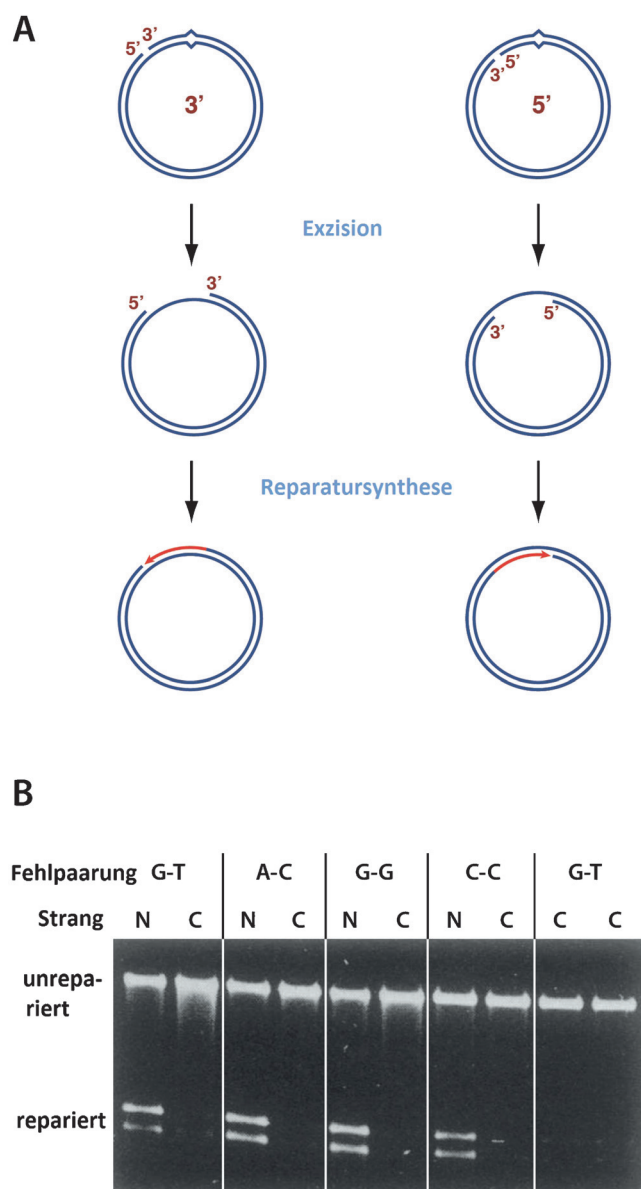 A
5’ 3’
3’
3’ 5’
5’
Exzision
5’ 3’
3’ 5’
Reparatursynthese
B
Fehlpaarung G-T A-C G-G C-C G-T
Strang N C N C N C N C C C
unrepa-
riert
repariert